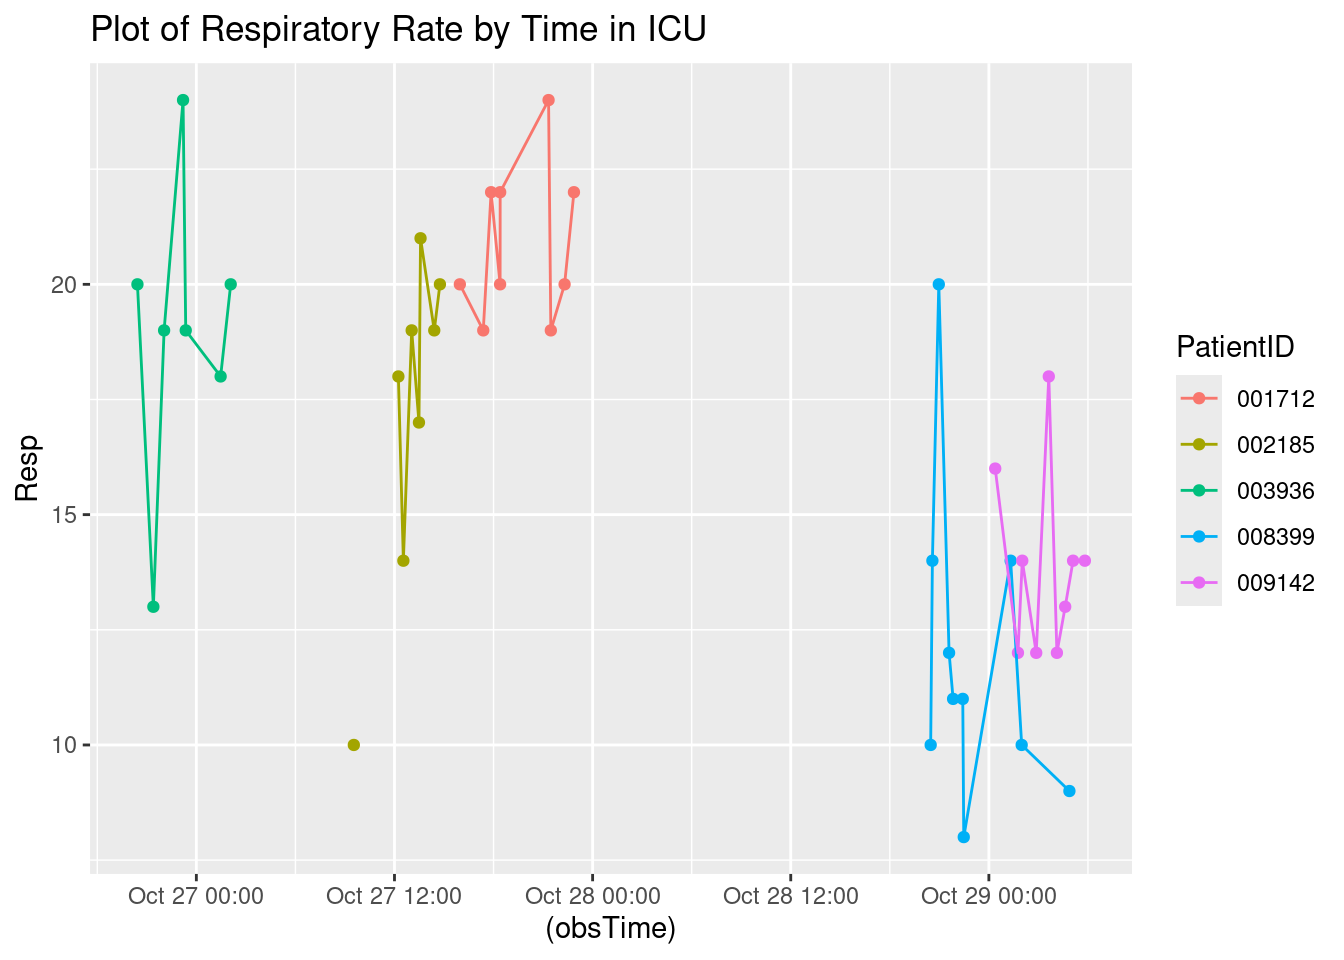 Plot of Respiratory Rate by Time in ICU
Resp
20
15
10
Oct 27 00:00 Oct 27 12:00 Oct 28 00:00 Oct 28 12:00 Oct 29 00:00
(obsTime)
PatientID
001712
002185
003936
008399
009142